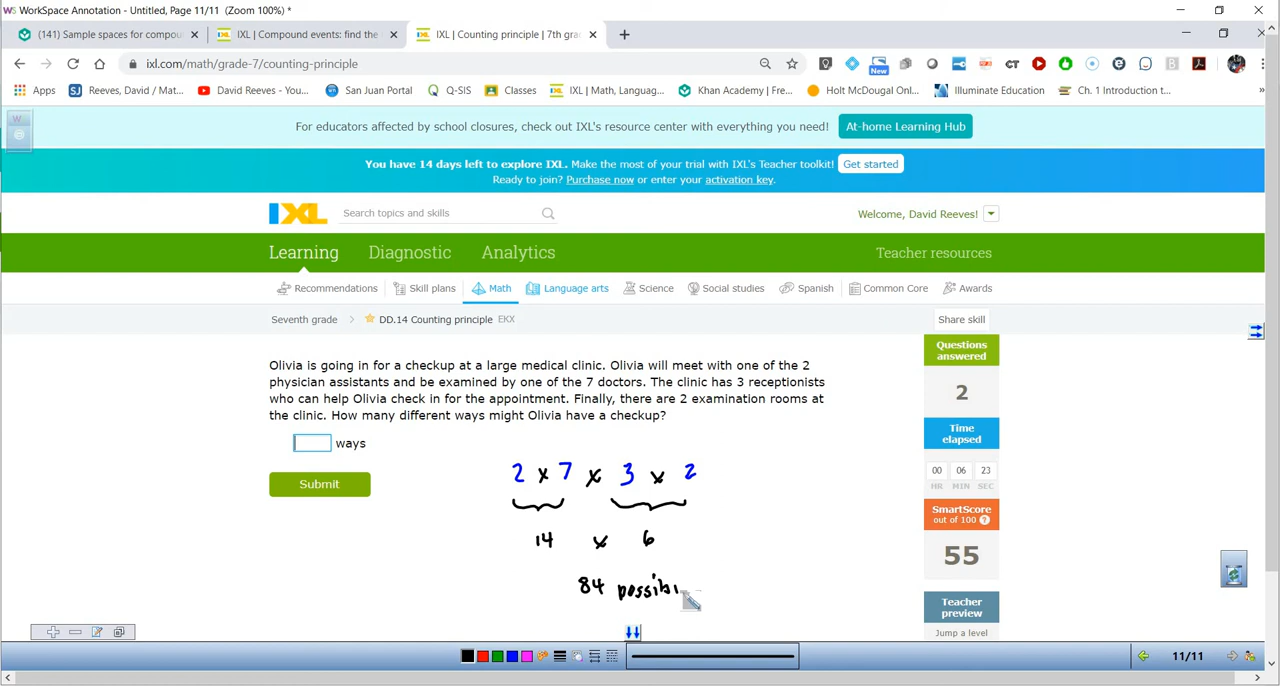 WorkSpace Annotation - Untitled, Page 11/11 (Zoom 100%) *
(141) Sample spaces for compou
IXL | Compound events: find the
IXL | Counting principle | 7th grad
ixl.com/math/grade-7/counting-principle
New
Apps
Reeves, David / Mat...
David Reeves - You...
San Juan Portal
Q-SIS
Classes
IXL | Math, Languag...
Khan Academy | Fre...
Holt McDougal Onl...
Illuminate Education
Ch. 1 Introduction t...
For educators affected by school closures, check out IXL's resource center with everything you need!
At-home Learning Hub
You have 14 days left to explore IXL. Make the most of your trial with IXL's Teacher toolkit!
Get started
Ready to join? Purchase now or enter your activation key.
IXL
Search topics and skills
Welcome, David Reeves!
Learning
Diagnostic
Analytics
Teacher resources
Recommendations
Skill plans
Math
Language arts
Science
Social studies
Spanish
Common Core
Awards
Seventh grade > DD.14 Counting principle EKX
Share skill
Olivia is going in for a checkup at a large medical clinic. Olivia will meet with one of the 2
physician assistants and be examined by one of the 7 doctors. The clinic has 3 receptionists
who can help Olivia check in for the appointment. Finally, there are 2 examination rooms at
the clinic. How many different ways might Olivia have a checkup?
ways
Submit
2 x 7 x 3 x 2
14 x 6
84 possibi
Questions
answered
2
Time
elapsed
00 06 23
HR MIN SEC
SmartScore
out of 100 ?
55
Teacher
preview
Jump a level
11/11